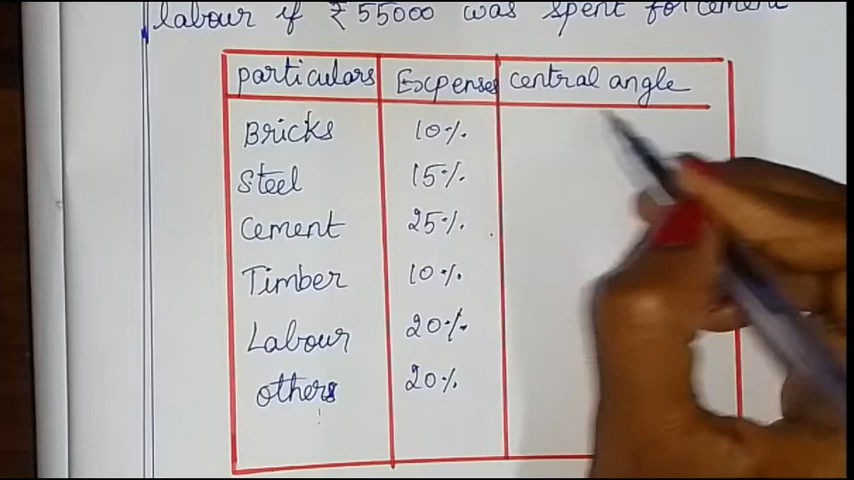 labour if ₹55000 was spent for cement
particulars Expenses central angle
Bricks 10%
Steel 15%
Cement 25%
Timber 10%
Labour 20%
others 20%